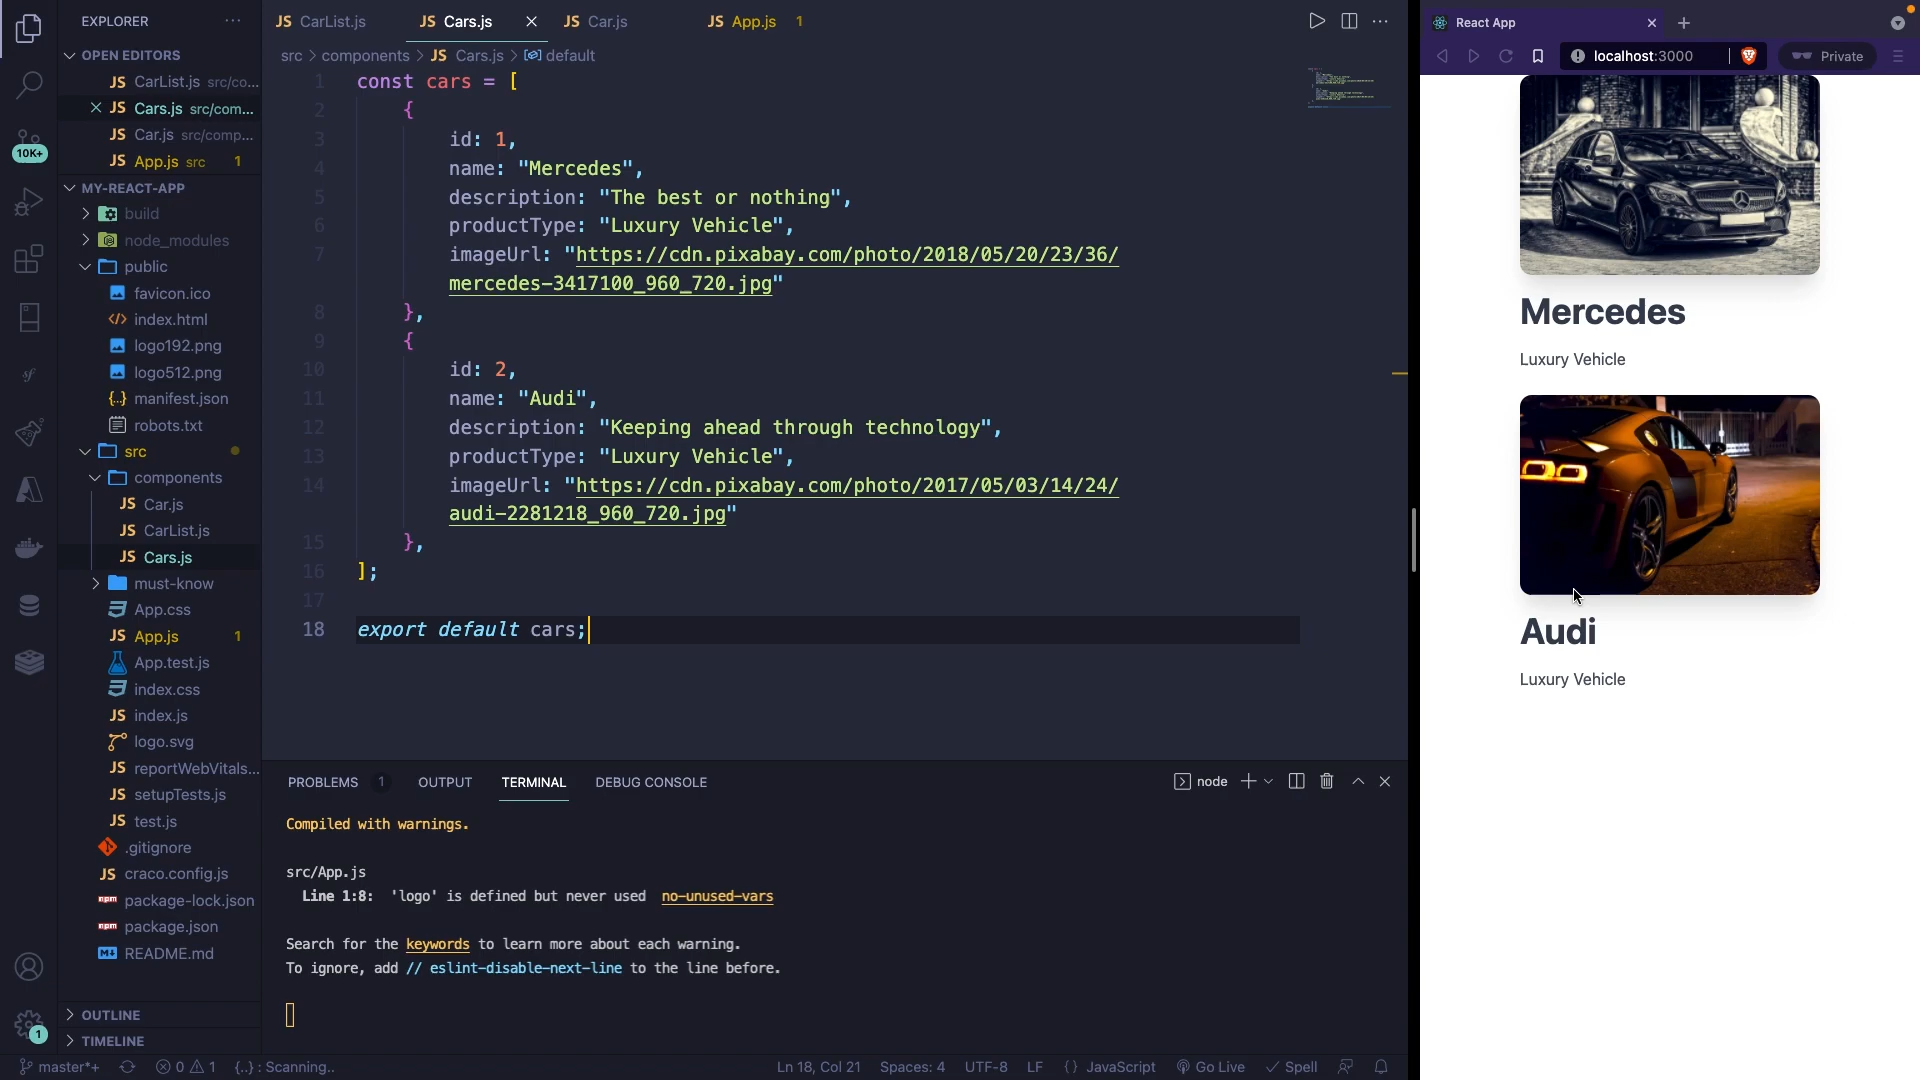 EXPLORER
OPEN EDITORS
JS CarList.js src/co...
JS Cars.js src/com...
JS Car.js src/comp...
JS App.js src 1
10K+
MY-REACT-APP
build
node_modules
public
favicon.ico
index.html
logo192.png
logo512.png
manifest.json
robots.txt
src
components
JS Car.js
JS CarList.js
JS Cars.js
must-know
App.css
JS App.js 1
App.test.js
index.css
JS index.js
logo.svg
JS reportWebVitals...
JS setupTests.js
JS test.js
.gitignore
JS craco.config.js
package-lock.json
package.json
README.md
OUTLINE
TIMELINE
1
JS CarList.js
JS Cars.js
JS Car.js
JS App.js 1
src > components > JS Cars.js > default
1 const cars = [
2 {
3 id: 1,
4 name: "Mercedes",
5 description: "The best or nothing",
6 productType: "Luxury Vehicle",
7 imageUrl: "https://cdn.pixabay.com/photo/2018/05/20/23/36/
mercedes-3417100_960_720.jpg"
8 },
9 {
10 id: 2,
11 name: "Audi",
12 description: "Keeping ahead through technology",
13 productType: "Luxury Vehicle",
14 imageUrl: "https://cdn.pixabay.com/photo/2017/05/03/14/24/
audi-2281218_960_720.jpg"
15 },
16 ];
17
18 export default cars;
PROBLEMS 1 OUTPUT TERMINAL DEBUG CONSOLE
node
Compiled with warnings.
src/App.js
Line 1:8: 'logo' is defined but never used no-unused-vars
Search for the keywords to learn more about each warning.
To ignore, add // eslint-disable-next-line to the line before.
master*+ 0 1 {..} : Scanning..
Ln 18, Col 21 Spaces: 4 UTF-8 LF {} JavaScript Go Live Spell
React App
localhost:3000
Private
Mercedes
Luxury Vehicle
Audi
Luxury Vehicle